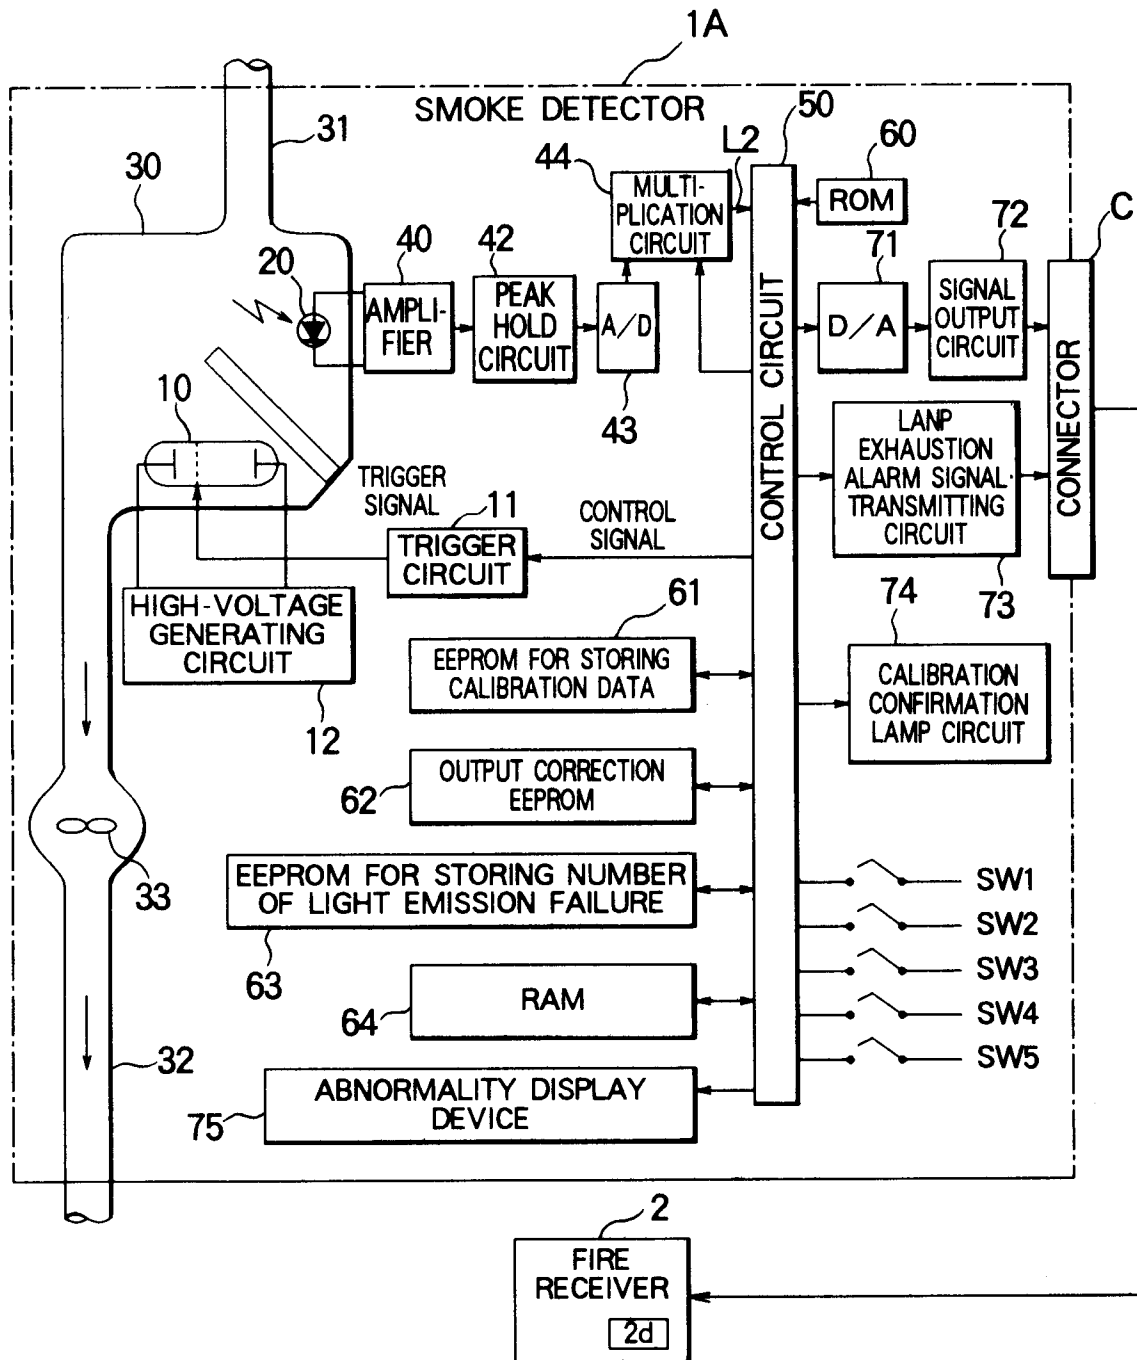 1A
SMOKE DETECTOR
31
30
50
L2
44
60
MULTI-
PLICATION
CIRCUIT
ROM
C
72
71
40
42
20
AMPLI-
FIER
PEAK
HOLD
CIRCUIT
A/D
CONTROL CIRCUIT
D/A
SIGNAL
OUTPUT
CIRCUIT
CONNECTOR
10
43
LANP
EXHAUSTION
ALARM SIGNAL
TRANSMITTING
CIRCUIT
TRIGGER
SIGNAL
11
CONTROL
SIGNAL
TRIGGER
CIRCUIT
73
HIGH-VOLTAGE
GENERATING
CIRCUIT
61
74
EEPROM FOR STORING
CALIBRATION DATA
CALIBRATION
CONFIRMATION
LAMP CIRCUIT
12
62
OUTPUT CORRECTION
EEPROM
33
EEPROM FOR STORING NUMBER
OF LIGHT EMISSION FAILURE
SW1
SW2
63
SW3
64
RAM
SW4
32
SW5
75
ABNORMALITY DISPLAY
DEVICE
2
FIRE
RECEIVER
2d